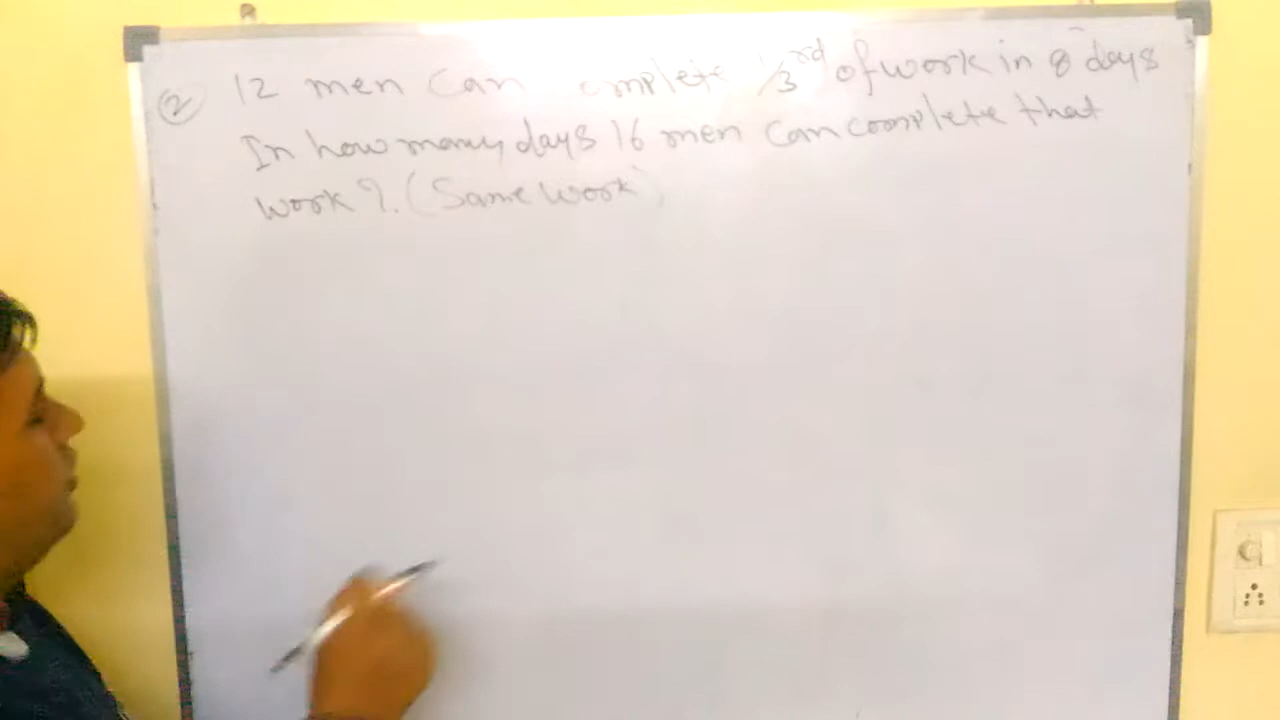 ② 12 men can omplete 1/3rd of work in 8 days
In how many days 16 men can complete that
work ?. (Same work)